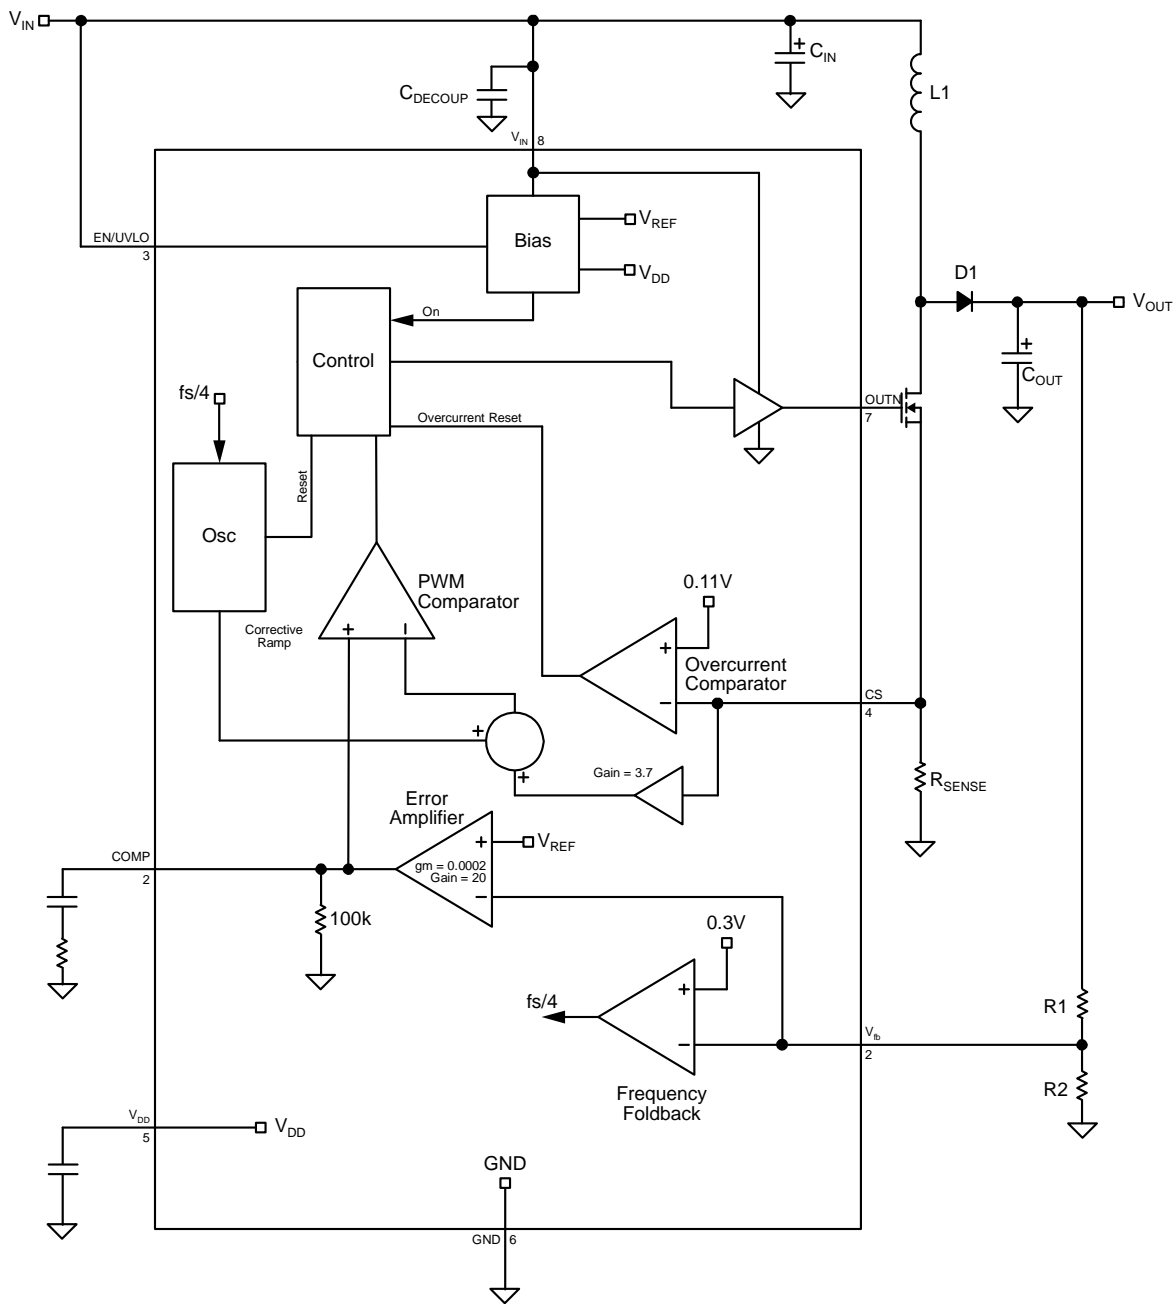 VIN
CIN
CDECOUP
L1
VIN
8
EN/UVLO
3
Bias
VREF
VDD
D1
VOUT
On
Control
COUT
fs/4
OUTN
7
Overcurrent Reset
Reset
Osc
PWM
Comparator
0.11V
Corrective
Ramp
+
−
+
Overcurrent
Comparator
−
CS
4
+
+
Gain = 3.7
RSENSE
Error
Amplifier
+
VREF
COMP
2
gm = 0.0002
Gain = 20
−
100k
0.3V
fs/4
+
R1
−
Vfb
2
Frequency
Foldback
R2
VDD
5
VDD
GND
GND
6